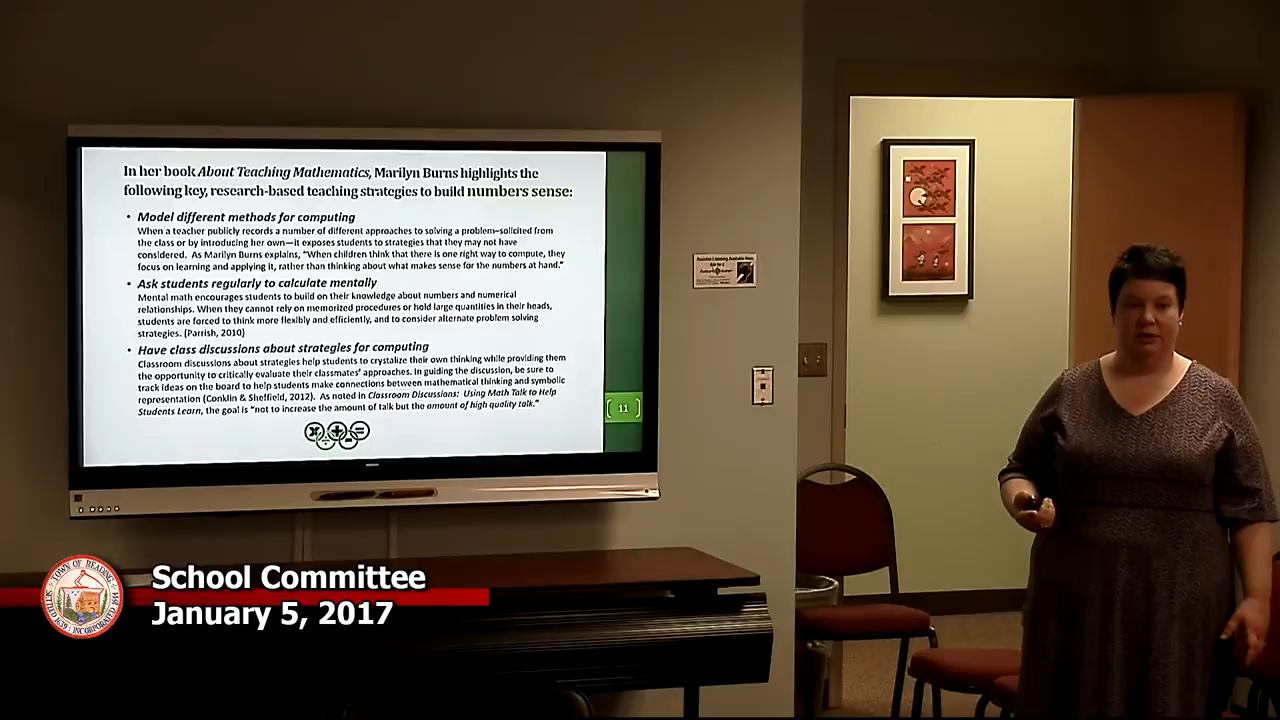 In her book About Teaching Mathematics, Marilyn Burns highlights the
following key, research-based teaching strategies to build numbers sense:
• Model different methods for computing
When a teacher publicly records a number of different approaches to solving a problem–solicited from
the class or by introducing her own—it exposes students to strategies that they may not have
considered. As Marilyn Burns explains, "When children think that there is one right way to compute, they
focus on learning and applying it, rather than thinking about what makes sense for the numbers at hand."
• Ask students regularly to calculate mentally
Mental math encourages students to build on their knowledge about numbers and numerical
relationships. When they cannot rely on memorized procedures or hold large quantities in their heads,
students are forced to think more flexibly and efficiently, and to consider alternate problem solving
strategies. (Parrish, 2010)
• Have class discussions about strategies for computing
Classroom discussions about strategies help students to crystalize their own thinking while providing them
the opportunity to critically evaluate their classmates' approaches. In guiding the discussion, be sure to
track ideas on the board to help students make connections between mathematical thinking and symbolic
representation (Conklin & Sheffield, 2012). As noted in Classroom Discussions: Using Math Talk to Help
Students Learn, the goal is "not to increase the amount of talk but the amount of high quality talk."
11
Assistive Listening Available Here
TOWN OF READING
1639 INCORPORATED 1644
School Committee
January 5, 2017